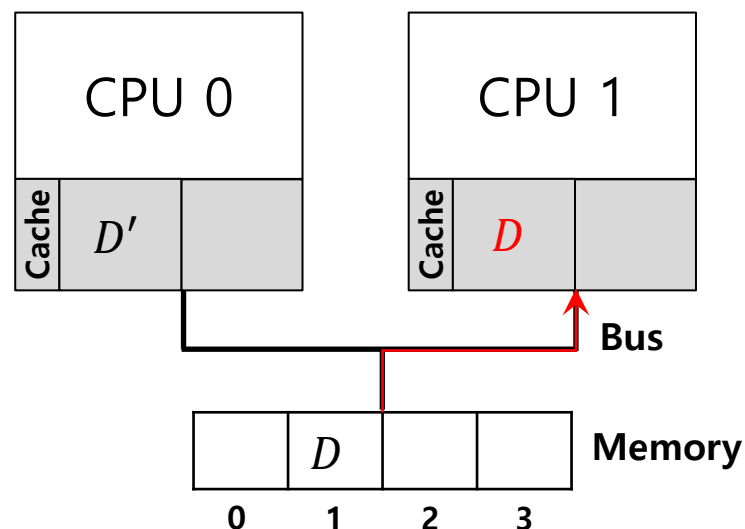 CPU 0
CPU 1
Cache
D′
Cache
D
Bus
D
Memory
0 1 2 3